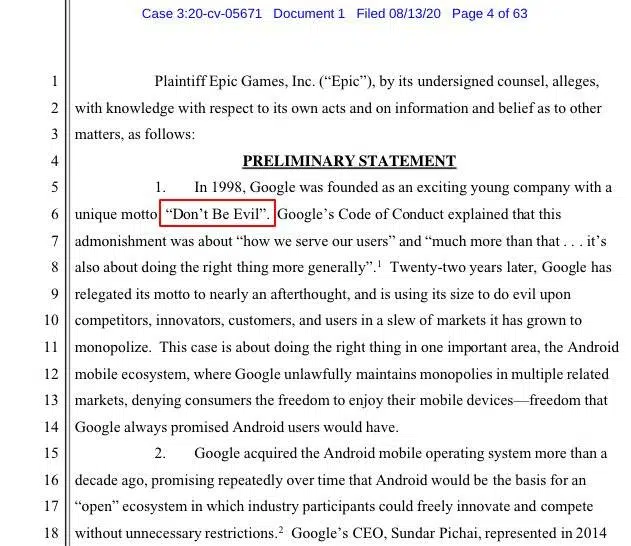 Case 3:20-cv-05671 Document 1 Filed 08/13/20 Page 4 of 63
1 Plaintiff Epic Games, Inc. (“Epic”), by its undersigned counsel, alleges,
2 with knowledge with respect to its own acts and on information and belief as to other
3 matters, as follows:
4 PRELIMINARY STATEMENT
5 1. In 1998, Google was founded as an exciting young company with a
6 unique motto “Don’t Be Evil”. Google’s Code of Conduct explained that this
7 admonishment was about “how we serve our users” and “much more than that . . . it’s
8 also about doing the right thing more generally”.1 Twenty-two years later, Google has
9 relegated its motto to nearly an afterthought, and is using its size to do evil upon
10 competitors, innovators, customers, and users in a slew of markets it has grown to
11 monopolize. This case is about doing the right thing in one important area, the Android
12 mobile ecosystem, where Google unlawfully maintains monopolies in multiple related
13 markets, denying consumers the freedom to enjoy their mobile devices—freedom that
14 Google always promised Android users would have.
15 2. Google acquired the Android mobile operating system more than a
16 decade ago, promising repeatedly over time that Android would be the basis for an
17 “open” ecosystem in which industry participants could freely innovate and compete
18 without unnecessary restrictions.2 Google’s CEO, Sundar Pichai, represented in 2014